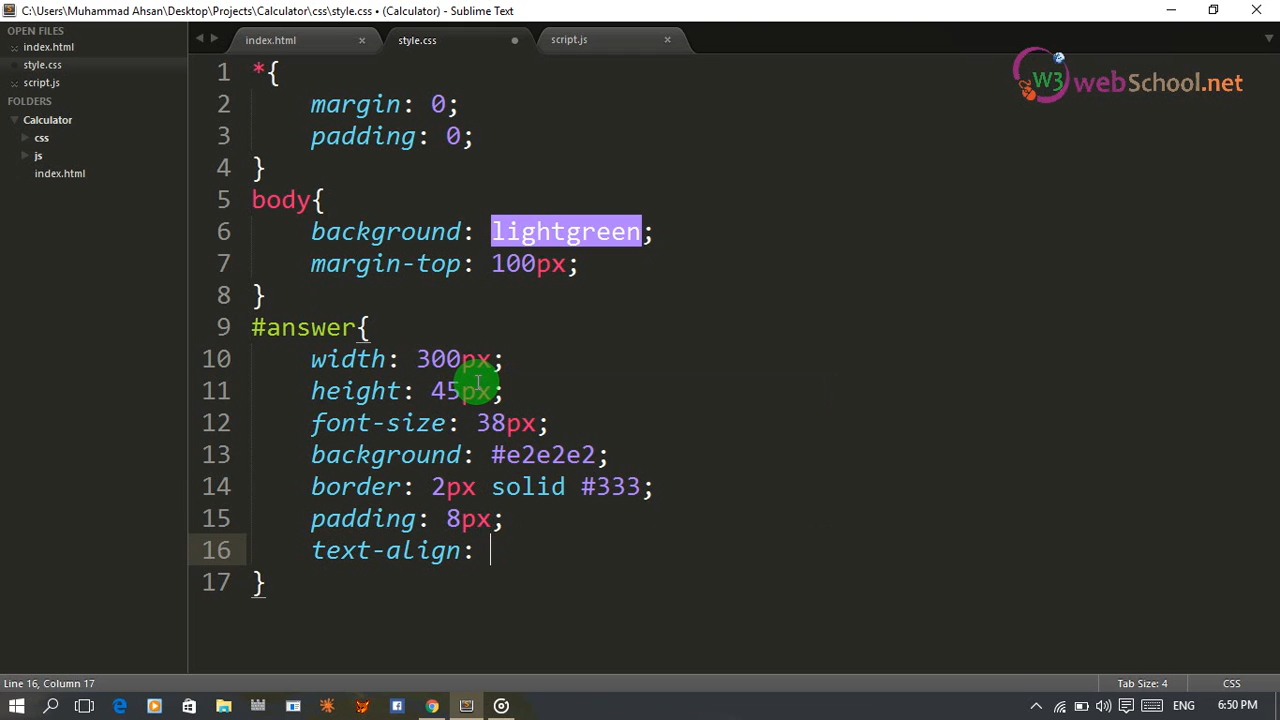 C:\Users\Muhammad Ahsan\Desktop\Projects\Calculator\css\style.css • (Calculator) - Sublime Text
OPEN FILES
index.html
style.css
script.js
FOLDERS
Calculator
css
js
index.html
index.html
style.css
script.js
W3 webSchool.net
1 *{
2 margin: 0;
3 padding: 0;
4 }
5 body{
6 background: lightgreen;
7 margin-top: 100px;
8 }
9 #answer{
10 width: 300px;
11 height: 45px;
12 font-size: 38px;
13 background: #e2e2e2;
14 border: 2px solid #333;
15 padding: 8px;
16 text-align:
17 }
Line 16, Column 17
Tab Size: 4
CSS
ENG
6:50 PM